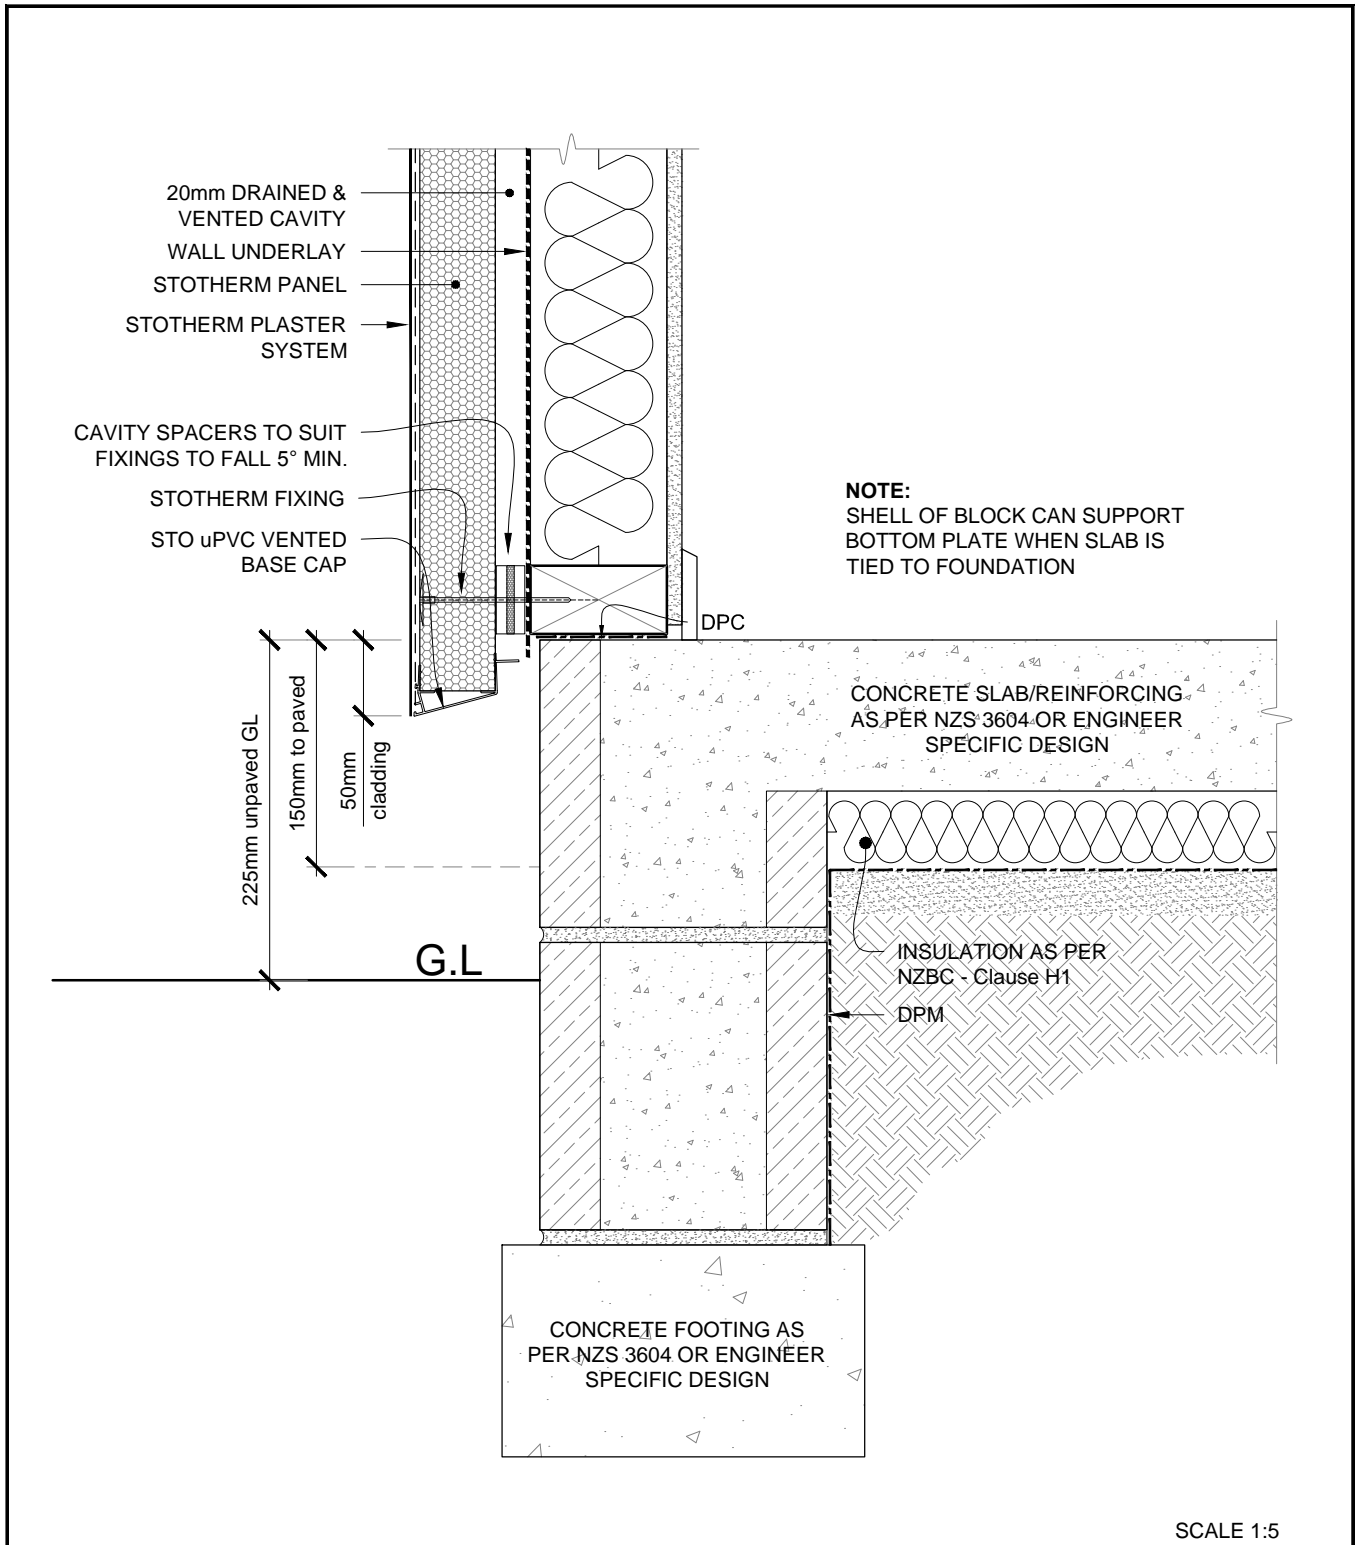 20mm DRAINED &
VENTED CAVITY
WALL UNDERLAY
STOTHERM PANEL
STOTHERM PLASTER
SYSTEM
CAVITY SPACERS TO SUIT
FIXINGS TO FALL 5° MIN.
STOTHERM FIXING
STO uPVC VENTED
BASE CAP
NOTE:
SHELL OF BLOCK CAN SUPPORT
BOTTOM PLATE WHEN SLAB IS
TIED TO FOUNDATION
DPC
225mm unpaved GL
150mm to paved
50mm
cladding
CONCRETE SLAB/REINFORCING
AS PER NZS 3604 OR ENGINEER
SPECIFIC DESIGN
G.L
INSULATION AS PER
NZBC - Clause H1
DPM
CONCRETE FOOTING AS
PER NZS 3604 OR ENGINEER
SPECIFIC DESIGN
SCALE 1:5